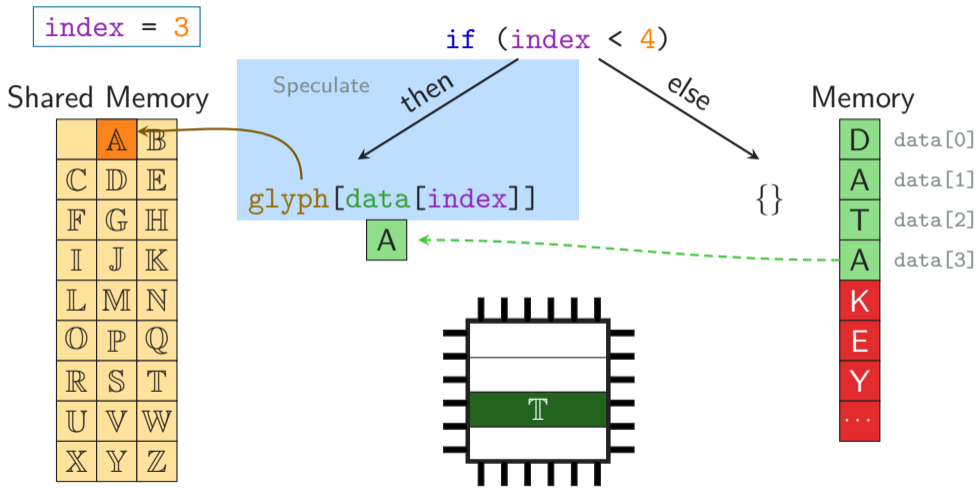 index = 3
if (index < 4)
Speculate
then
else
Shared Memory
Memory
𝔸 𝔹
ℂ 𝔻 𝔼
𝔽 𝔾 ℍ
𝕀 𝕁 𝕂
𝕃 𝕄 ℕ
𝕆 ℙ ℚ
ℝ 𝕊 𝕋
𝕌 𝕍 𝕎
𝕏 𝕐 ℤ
glyph[data[index]]
{}
A
𝕋
D data[0]
A data[1]
T data[2]
A data[3]
K
E
Y
...